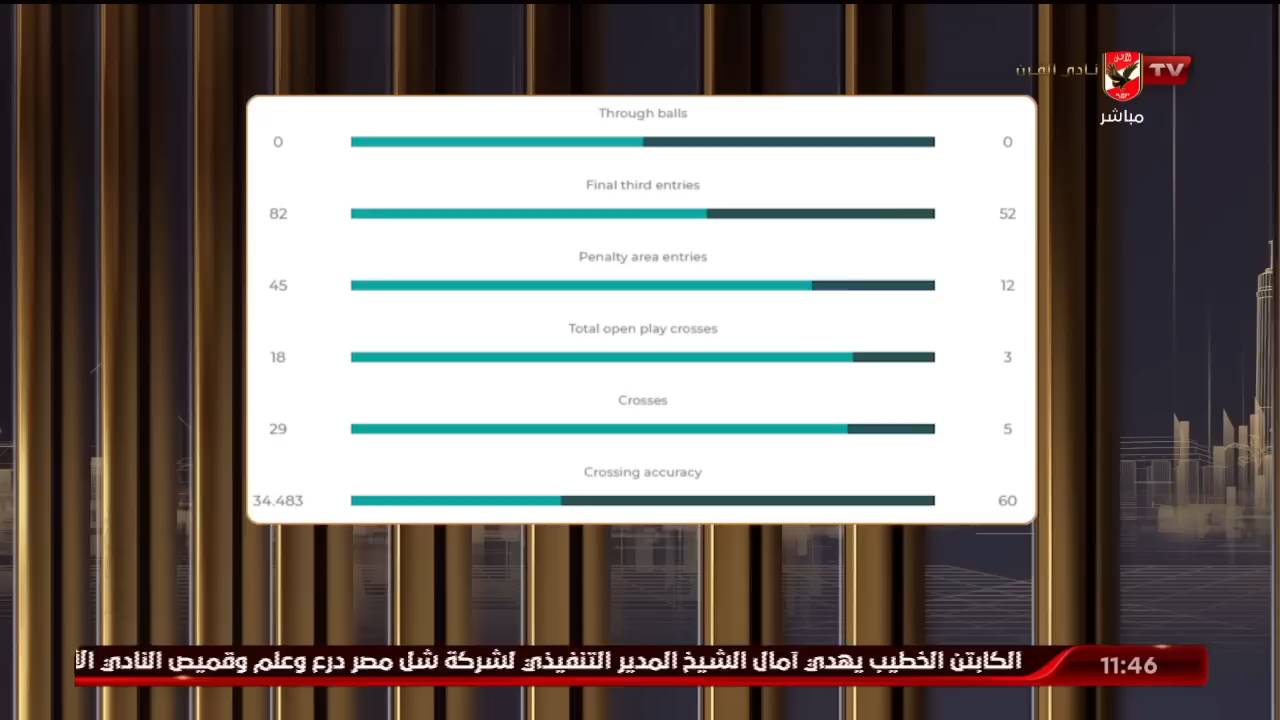 نادي القرن
TV
مباشر
Through balls
0 0
Final third entries
82 52
Penalty area entries
45 12
Total open play crosses
18 3
Crosses
29 5
Crossing accuracy
34.483 60
الكابتن الخطيب يهدي آمال الشيخ المدير التنفيذي لشركة شل مصر درع وعلم وقميص النادي
11:46